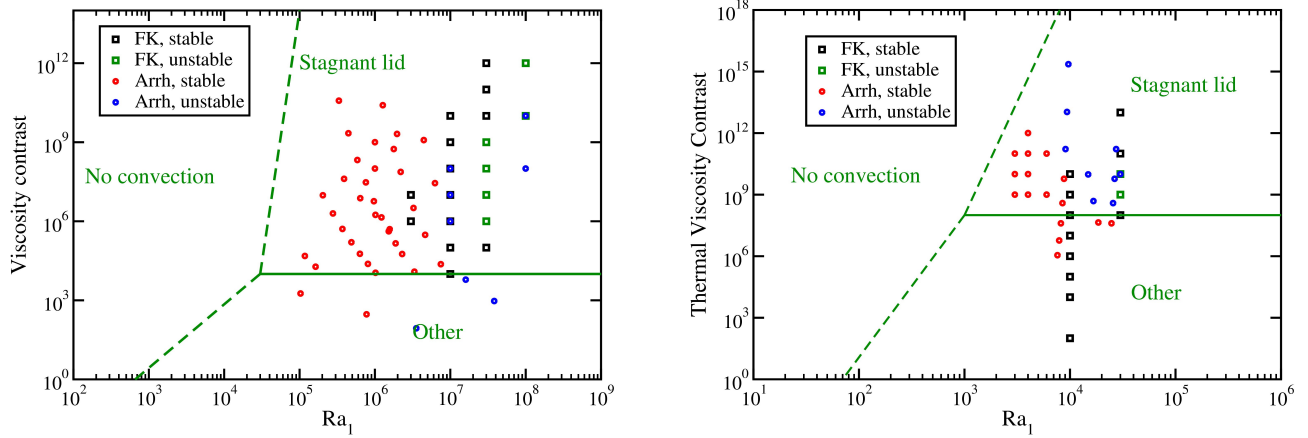 FK, stable
FK, unstable
Arrh, stable
Arrh, unstable
Stagnant lid
No convection
Other
Viscosity contrast
10^12
10^9
10^6
10^3
10^0
10^2 10^3 10^4 10^5 10^6 10^7 10^8 10^9
Ra_1
10^18
10^15
10^12
10^9
10^6
10^3
10^0
FK, stable
FK, unstable
Arrh, stable
Arrh, unstable
Stagnant lid
No convection
Other
Thermal Viscosity Contrast
10^1 10^2 10^3 10^4 10^5 10^6
Ra_1